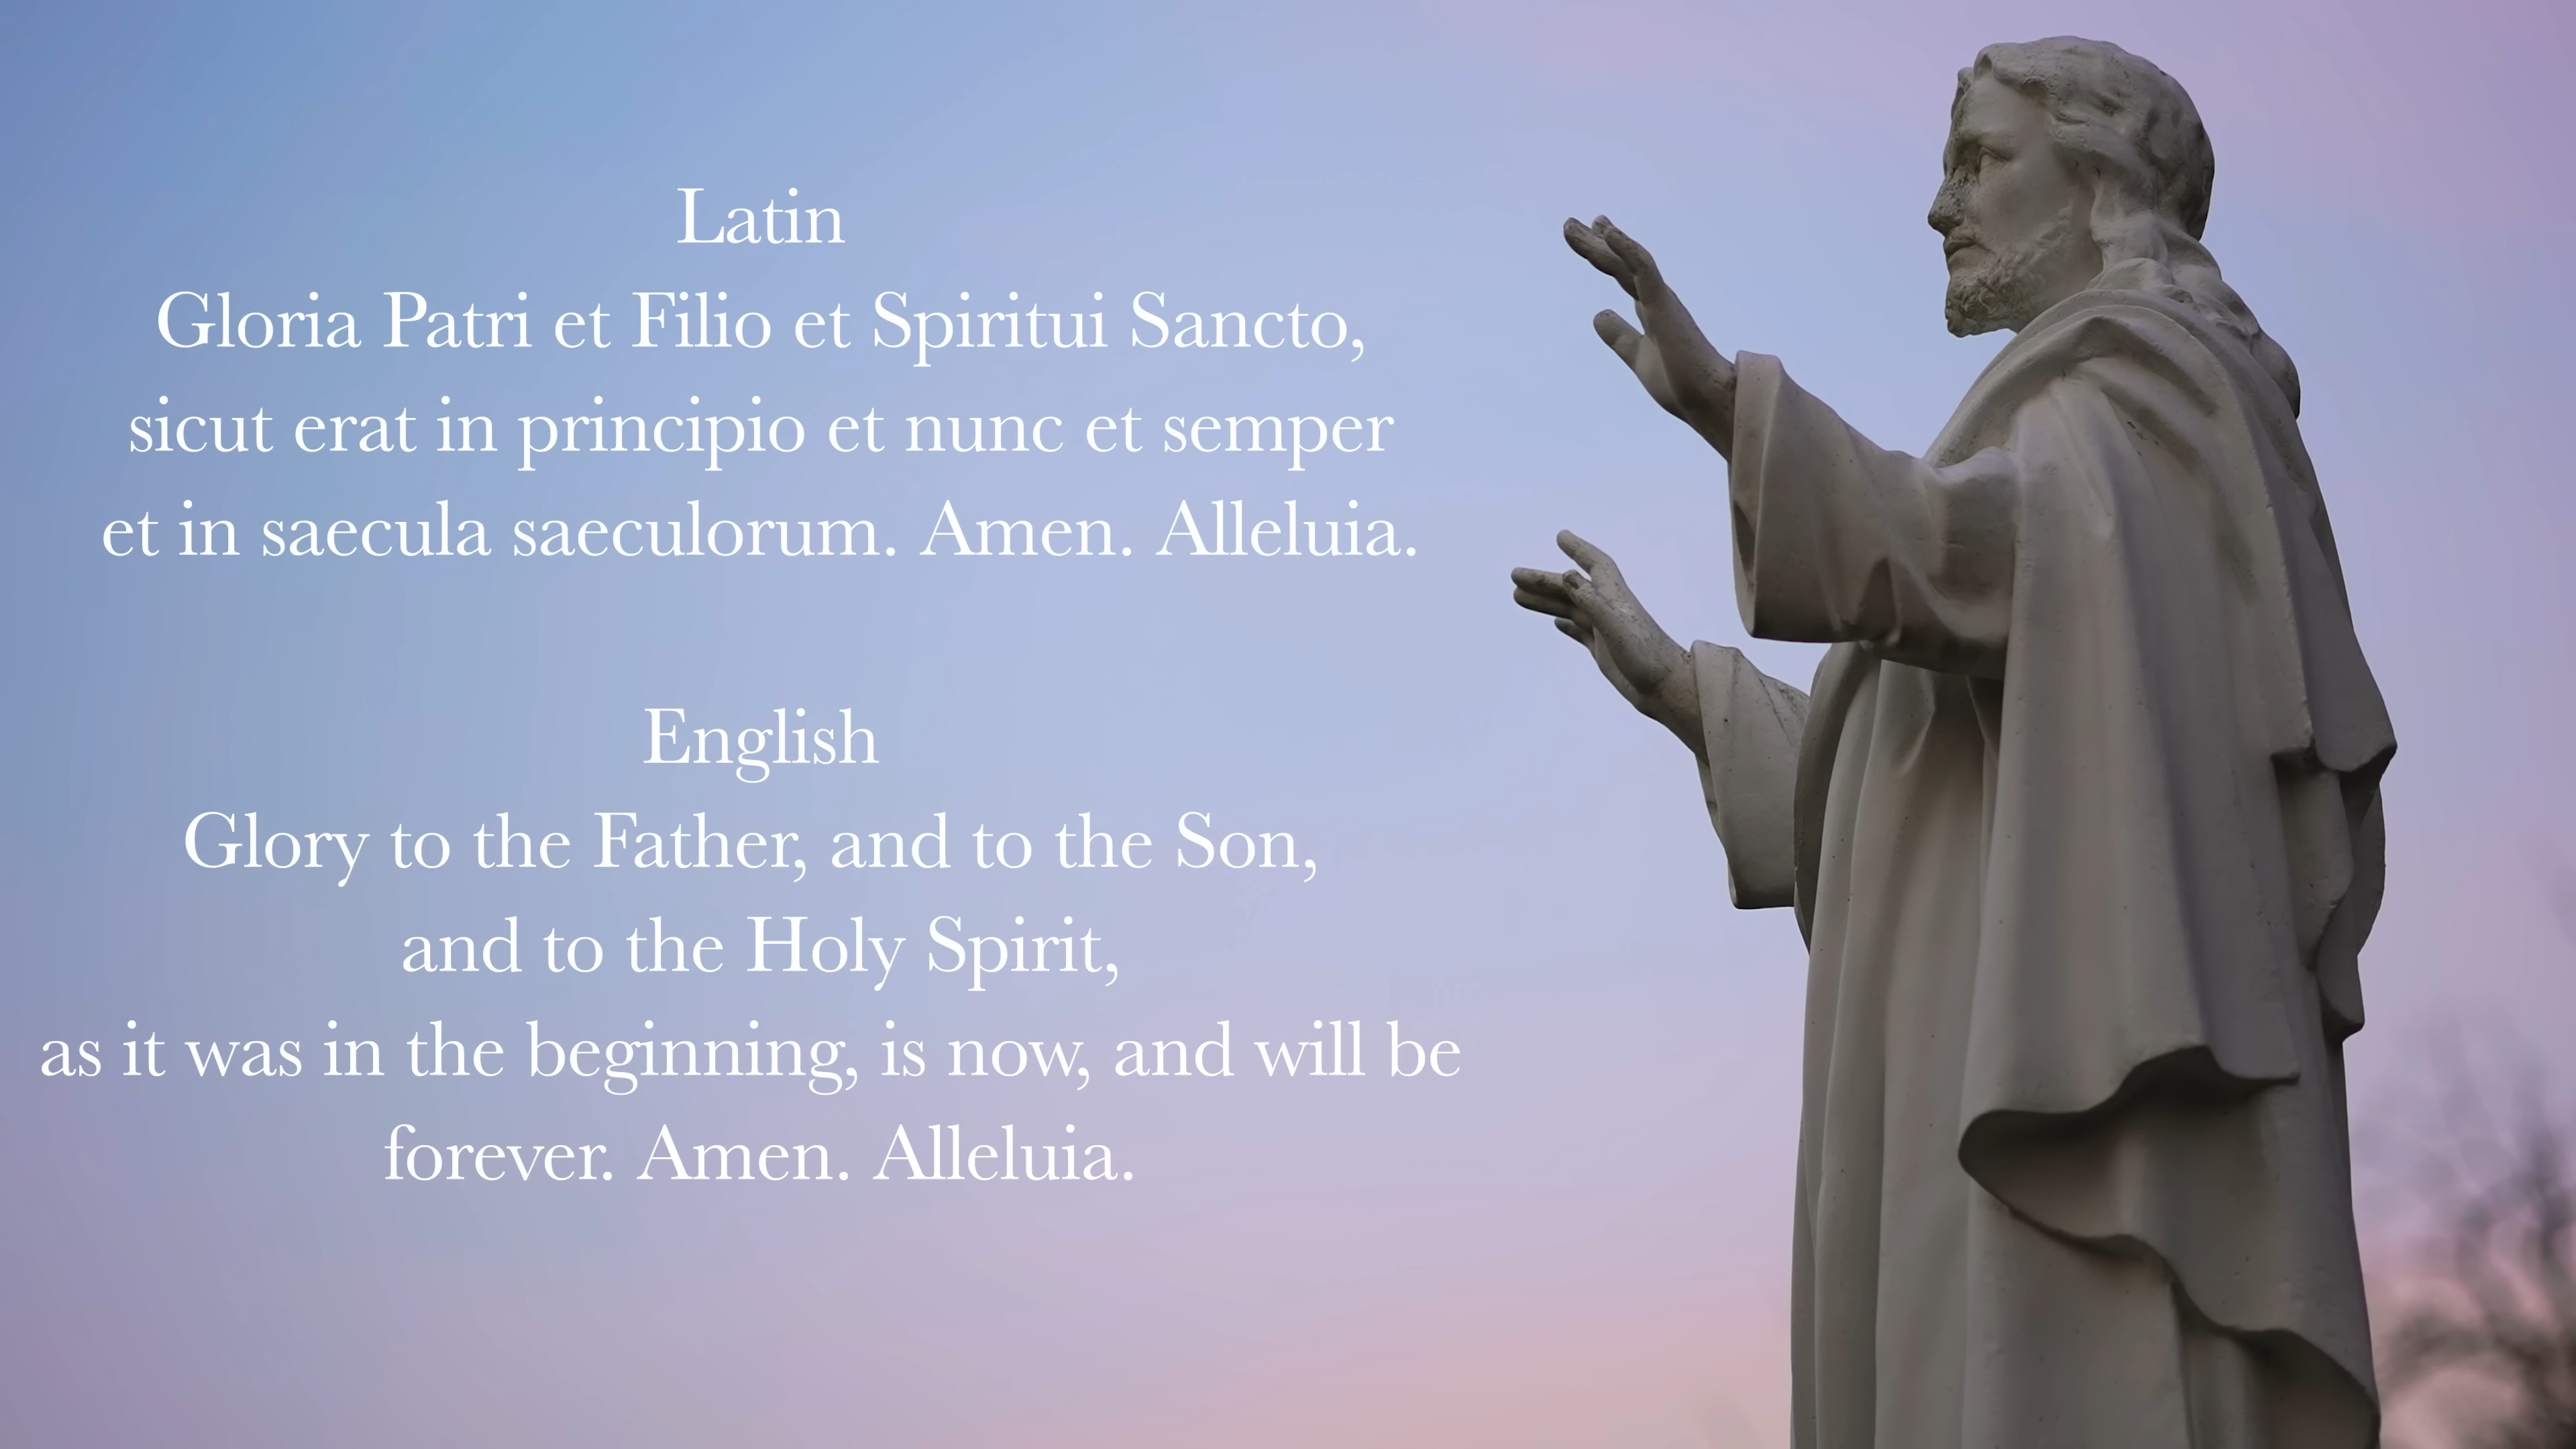 Latin
Gloria Patri et Filio et Spiritui Sancto,
sicut erat in principio et nunc et semper
et in saecula saeculorum. Amen. Alleluia.
English
Glory to the Father, and to the Son,
and to the Holy Spirit,
as it was in the beginning, is now, and will be
forever. Amen. Alleluia.